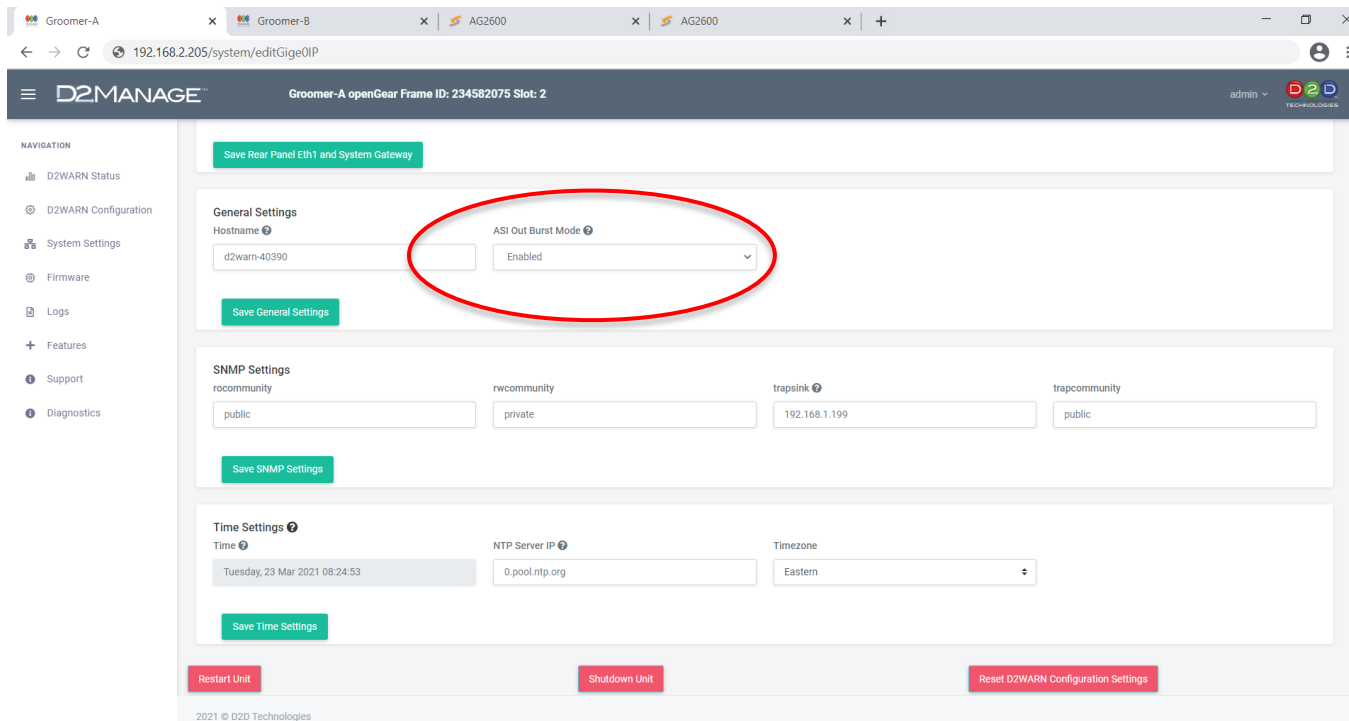 Groomer-A
Groomer-B
AG2600
AG2600
192.168.2.205/system/editGige0IP
D2MANAGE™
Groomer-A openGear Frame ID: 234582075 Slot: 2
admin
D2D
TECHNOLOGIES
NAVIGATION
D2WARN Status
D2WARN Configuration
System Settings
Firmware
Logs
Features
Support
Diagnostics
Save Rear Panel Eth1 and System Gateway
General Settings
Hostname
ASI Out Burst Mode
d2warn-40390
Enabled
Save General Settings
SNMP Settings
rocommunity
rwcommunity
trapsink
trapcommunity
public
private
192.168.1.199
public
Save SNMP Settings
Time Settings
Time
NTP Server IP
Timezone
Tuesday, 23 Mar 2021 08:24:53
0.pool.ntp.org
Eastern
Save Time Settings
Restart Unit
Shutdown Unit
Reset D2WARN Configuration Settings
2021 © D2D Technologies